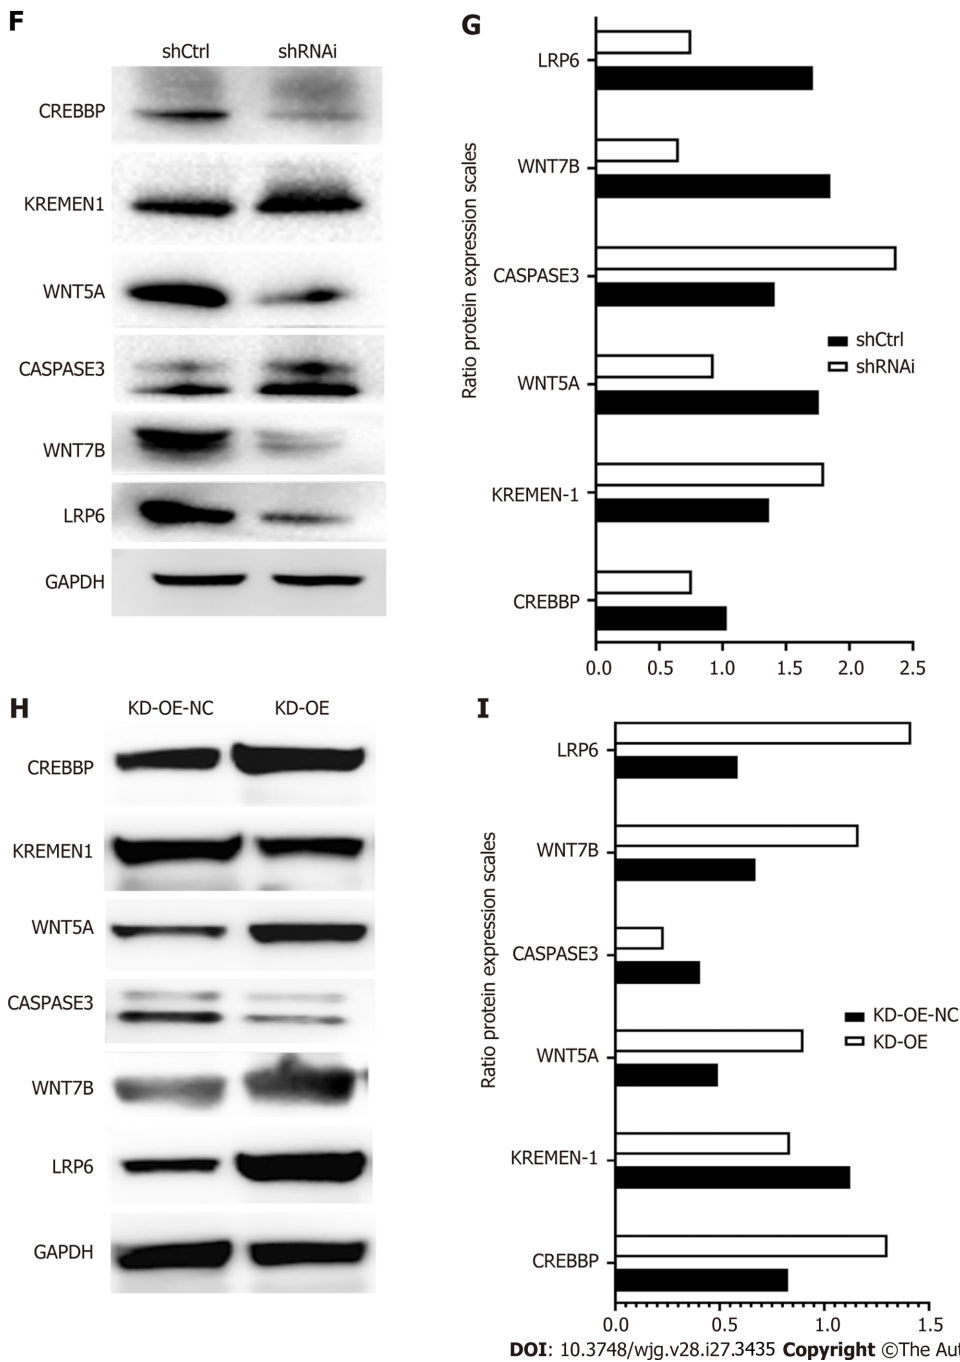 F
shCtrl shRNAi
CREBBP
KREMEN1
WNT5A
CASPASE3
WNT7B
LRP6
GAPDH
G
Ratio protein expression scales
LRP6
WNT7B
CASPASE3
WNT5A
KREMEN-1
CREBBP
shCtrl
shRNAi
0.0 0.5 1.0 1.5 2.0 2.5
H
KD-OE-NC KD-OE
CREBBP
KREMEN1
WNT5A
CASPASE3
WNT7B
LRP6
GAPDH
I
Ratio protein expression scales
LRP6
WNT7B
CASPASE3
WNT5A
KREMEN-1
CREBBP
KD-OE-NC
KD-OE
0.0 0.5 1.0 1.5
DOI: 10.3748/wjg.v28.i27.3435 Copyright ©The Aut